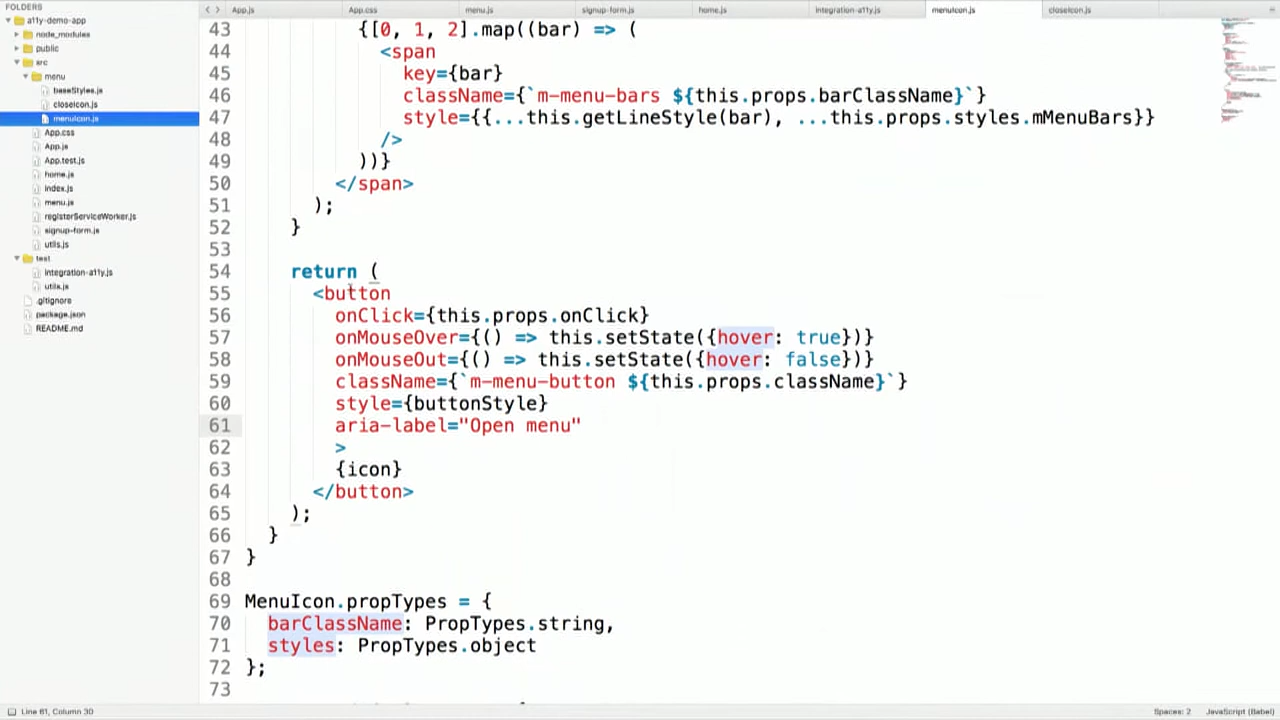 FOLDERS
a11y-demo-app
node_modules
public
src
menu
baseStyles.js
closeIcon.js
menuIcon.js
App.css
App.js
App.test.js
home.js
index.js
menu.js
registerServiceWorker.js
signup-form.js
utils.js
test
integration-a11y.js
utils.js
.gitignore
package.json
README.md
App.js App.css menu.js signup-form.js home.js integration-a11y.js menuIcon.js closeIcon.js
43 {[0, 1, 2].map((bar) => (
44 <span
45 key={bar}
46 className={`m-menu-bars ${this.props.barClassName}`}
47 style={{...this.getLineStyle(bar), ...this.props.styles.mMenuBars}}
48 />
49 ))}
50 </span>
51 );
52 }
53
54 return (
55 <button
56 onClick={this.props.onClick}
57 onMouseOver={() => this.setState({hover: true})}
58 onMouseOut={() => this.setState({hover: false})}
59 className={`m-menu-button ${this.props.className}`}
60 style={buttonStyle}
61 aria-label="Open menu"
62 >
63 {icon}
64 </button>
65 );
66 }
67 }
68
69 MenuIcon.propTypes = {
70 barClassName: PropTypes.string,
71 styles: PropTypes.object
72 };
73
Line 61, Column 30
Spaces: 2 JavaScript (Babel)